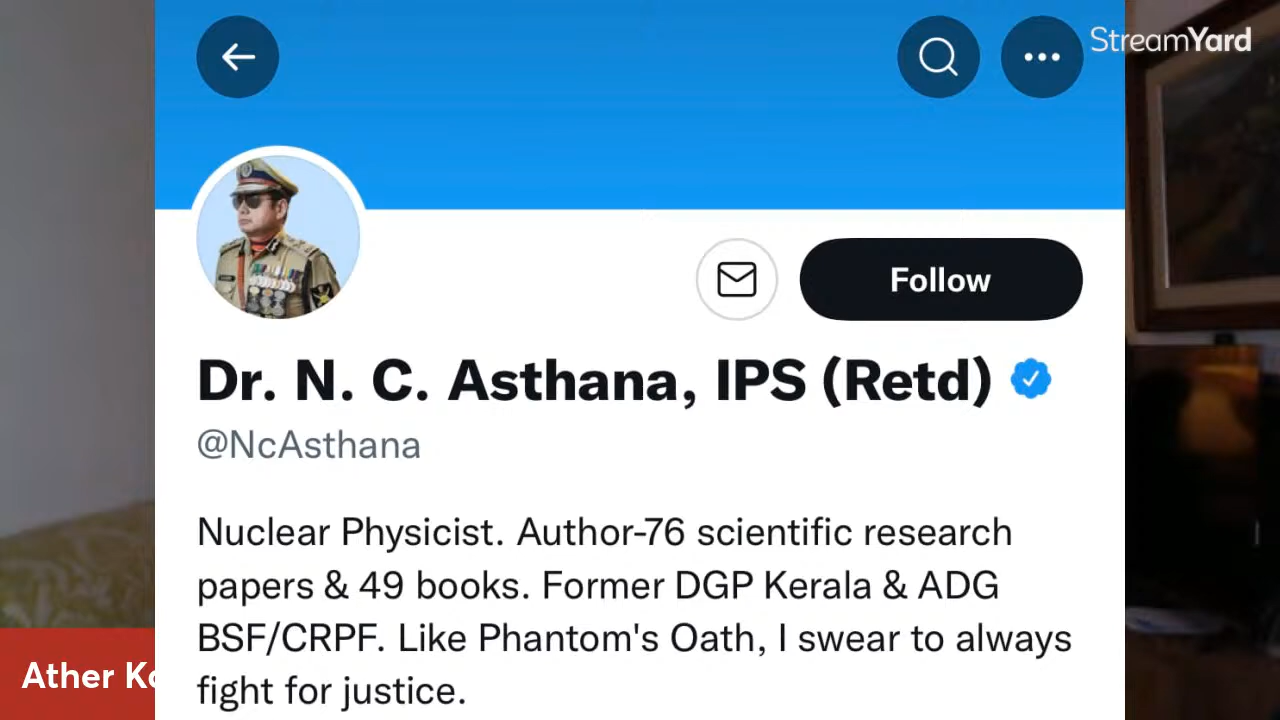 StreamYard
Follow
Dr. N. C. Asthana, IPS (Retd)
@NcAsthana
Nuclear Physicist. Author-76 scientific research
papers & 49 books. Former DGP Kerala & ADG
BSF/CRPF. Like Phantom's Oath, I swear to always
fight for justice.
Ather